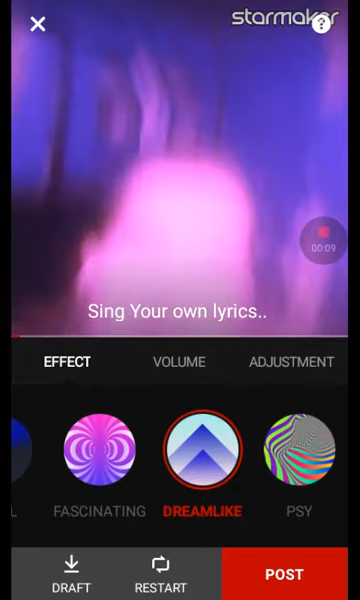 starmaker
?
00:09
Sing Your own lyrics..
EFFECT VOLUME ADJUSTMENT
L FASCINATING DREAMLIKE PSY
DRAFT RESTART POST